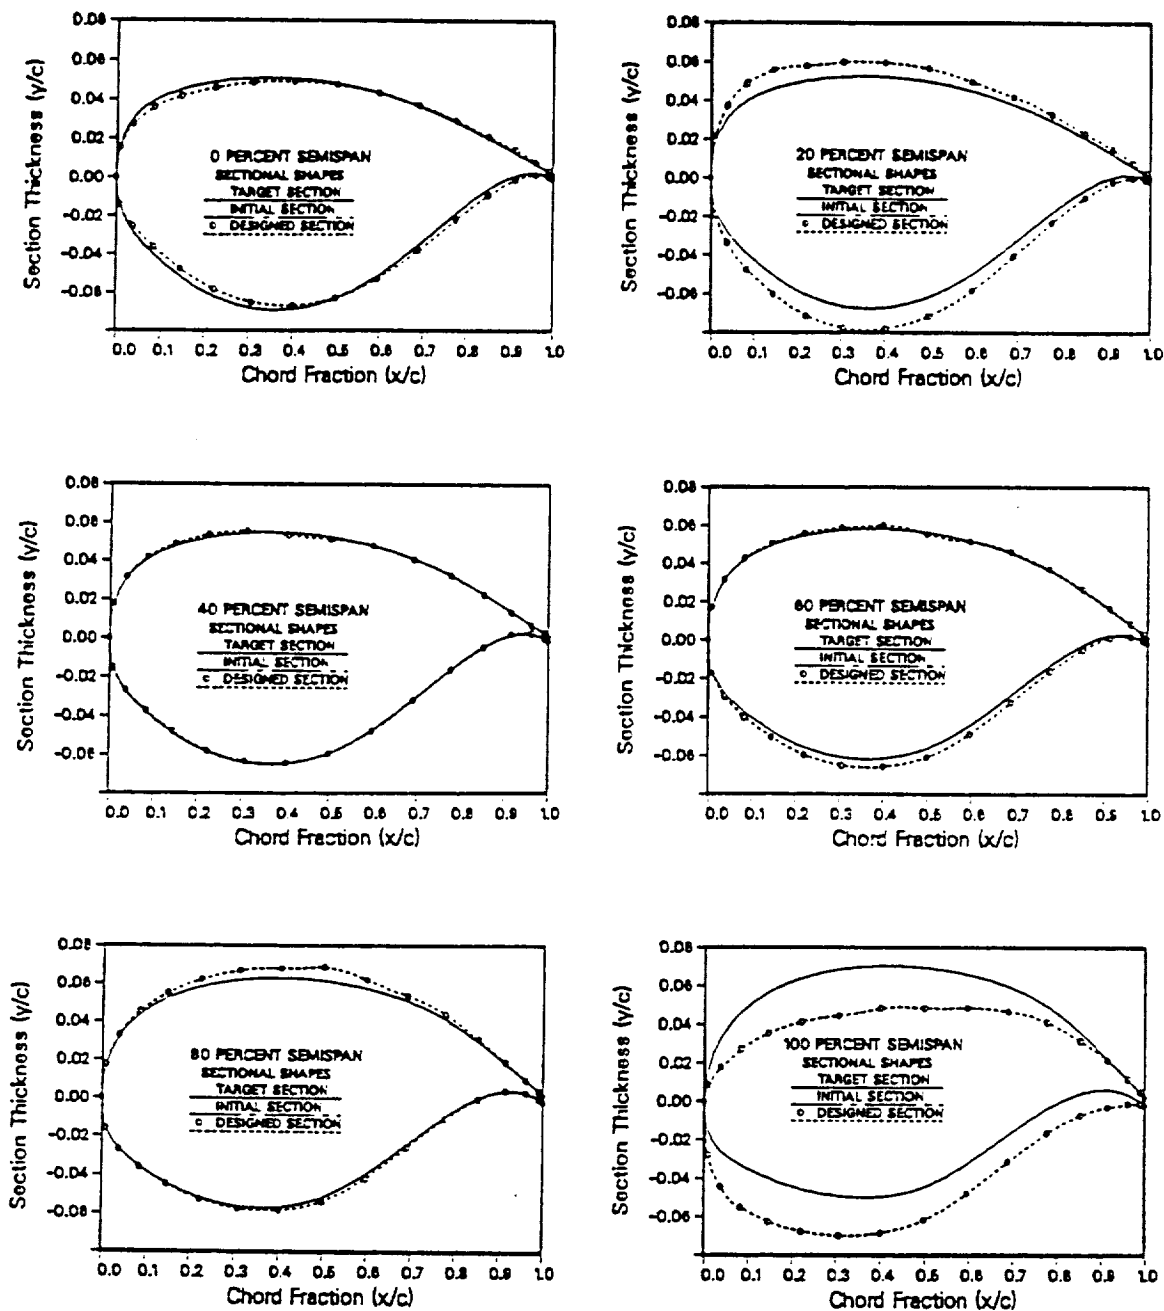 0.08
0.06
0.04
0.02
0.00
-0.02
-0.04
-0.06
Section Thickness (y/c)
0 PERCENT SEMISPAN
SECTIONAL SHAPES
TARGET SECTION
INITIAL SECTION
DESIGNED SECTION
0.0 0.1 0.2 0.3 0.4 0.5 0.6 0.7 0.8 0.9 1.0
Chord Fraction (x/c)
0.08
0.06
0.04
0.02
0.00
-0.02
-0.04
-0.06
Section Thickness (y/c)
20 PERCENT SEMISPAN
SECTIONAL SHAPES
TARGET SECTION
INITIAL SECTION
DESIGNED SECTION
0.0 0.1 0.2 0.3 0.4 0.5 0.6 0.7 0.8 0.9 1.0
Chord Fraction (x/c)
0.08
0.06
0.04
0.02
0.00
-0.02
-0.04
-0.06
Section Thickness (y/c)
40 PERCENT SEMISPAN
SECTIONAL SHAPES
TARGET SECTION
INITIAL SECTION
DESIGNED SECTION
0.0 0.1 0.2 0.3 0.4 0.5 0.6 0.7 0.8 0.9 1.0
Chord Fraction (x/c)
0.08
0.06
0.04
0.02
0.00
-0.02
-0.04
-0.06
Section Thickness (y/c)
60 PERCENT SEMISPAN
SECTIONAL SHAPES
TARGET SECTION
INITIAL SECTION
DESIGNED SECTION
0.0 0.1 0.2 0.3 0.4 0.5 0.6 0.7 0.8 0.9 1.0
Chord Fraction (x/c)
0.08
0.06
0.04
0.02
0.00
-0.02
-0.04
-0.06
Section Thickness (y/c)
80 PERCENT SEMISPAN
SECTIONAL SHAPES
TARGET SECTION
INITIAL SECTION
DESIGNED SECTION
0.0 0.1 0.2 0.3 0.4 0.5 0.6 0.7 0.8 0.9 1.0
Chord Fraction (x/c)
0.08
0.06
0.04
0.02
0.00
-0.02
-0.04
-0.06
Section Thickness (y/c)
100 PERCENT SEMISPAN
SECTIONAL SHAPES
TARGET SECTION
INITIAL SECTION
DESIGNED SECTION
0.0 0.1 0.2 0.3 0.4 0.5 0.6 0.7 0.8 0.9 1.0
Chord Fraction (x/c)